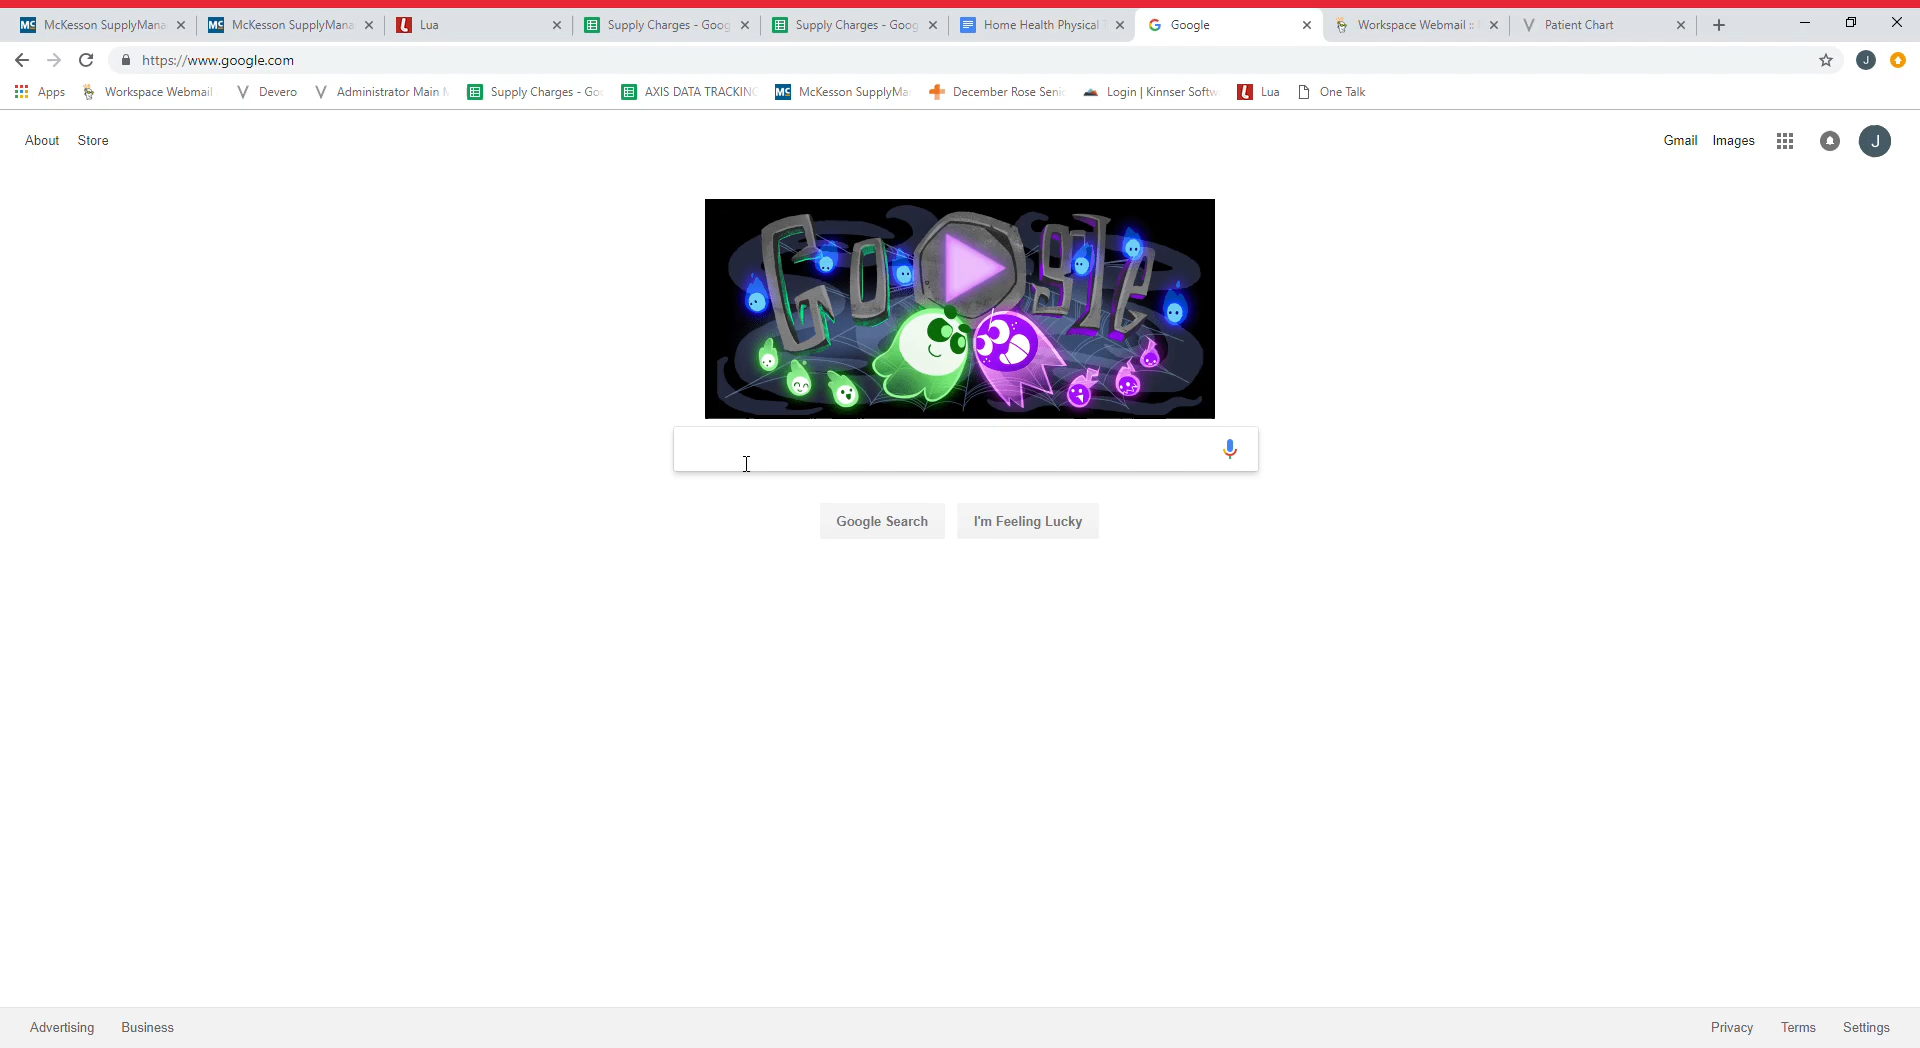 McKesson SupplyMana
McKesson SupplyMana
Lua
Supply Charges - Goog
Supply Charges - Goog
Home Health Physical
Google
Workspace Webmail ::
Patient Chart
https://www.google.com
J
Apps
Workspace Webmail
Devero
Administrator Main
Supply Charges - Go
AXIS DATA TRACKING
McKesson SupplyMa
December Rose Seni
Login | Kinnser Softw
Lua
One Talk
About Store
Gmail Images
J
Google
Google Search
I'm Feeling Lucky
Advertising Business
Privacy Terms Settings